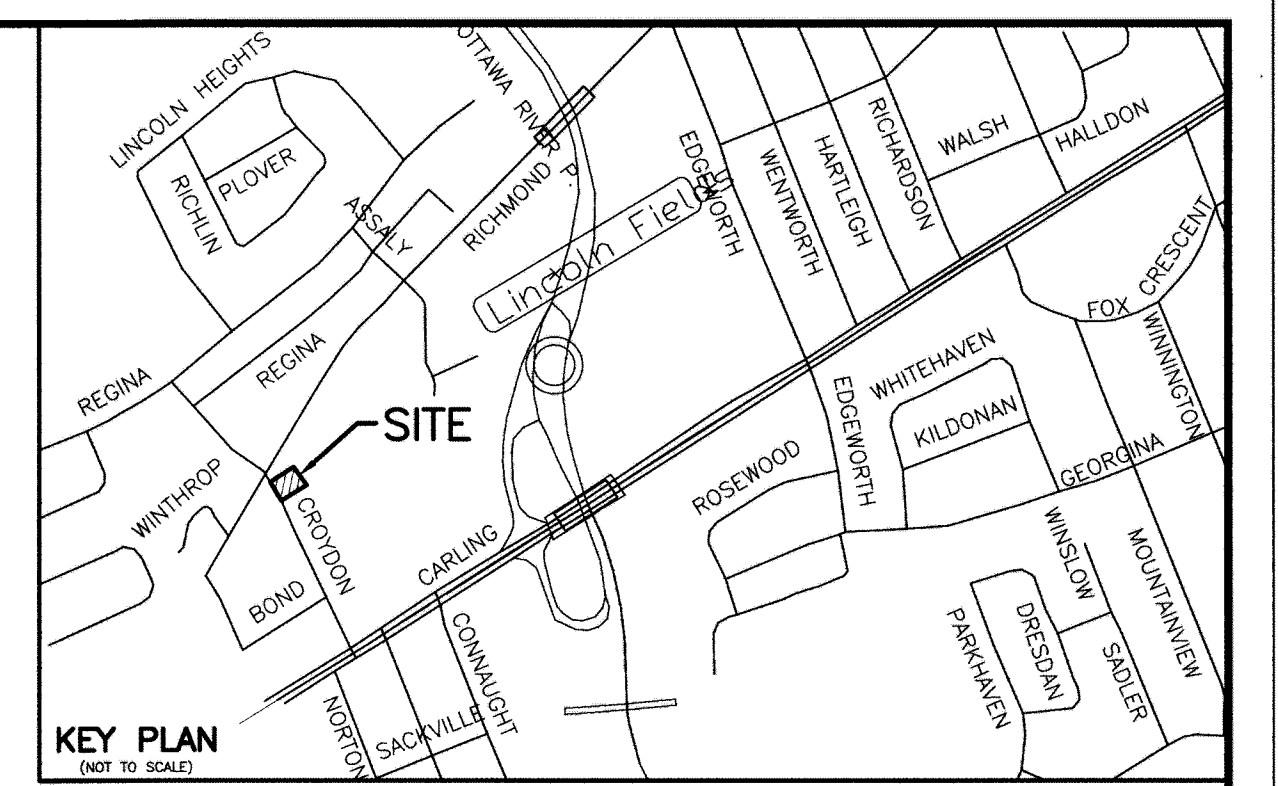 LINCOLN HEIGHTS
OTTAWA RIVER P.
RICHLIN
PLOVER
ASSALY
RICHMOND
Lincoln Fields
EDGEWORTH
WENTWORTH
HARTLEIGH
RICHARDSON
WALSH
HALLDON
FOX CRESCENT
WINNINGTON
REGINA
REGINA
SITE
WHITEHAVEN
KILDONAN
EDGEWORTH
ROSEWOOD
GEORGINA
WINTHROP
CROYDON
CARLING
BOND
CONNAUGHT
NORTON
SACKVILLE
WINSLOW
MOUNTAINVIEW
PARKHAVEN
DRESDAN
SADLER
KEY PLAN
(NOT TO SCALE)